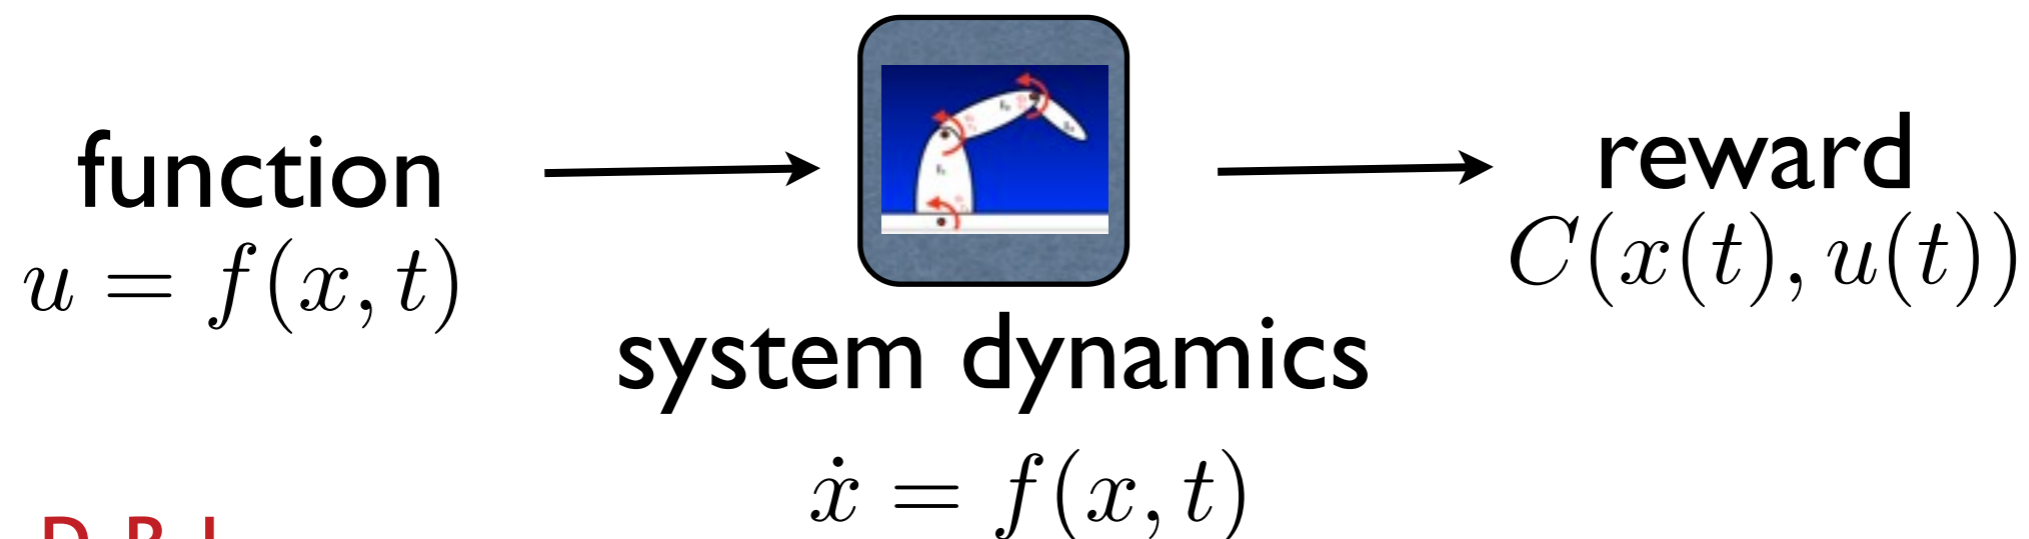 function
u = f(x, t)
system dynamics
ẋ = f(x, t)
reward
C(x(t), u(t))